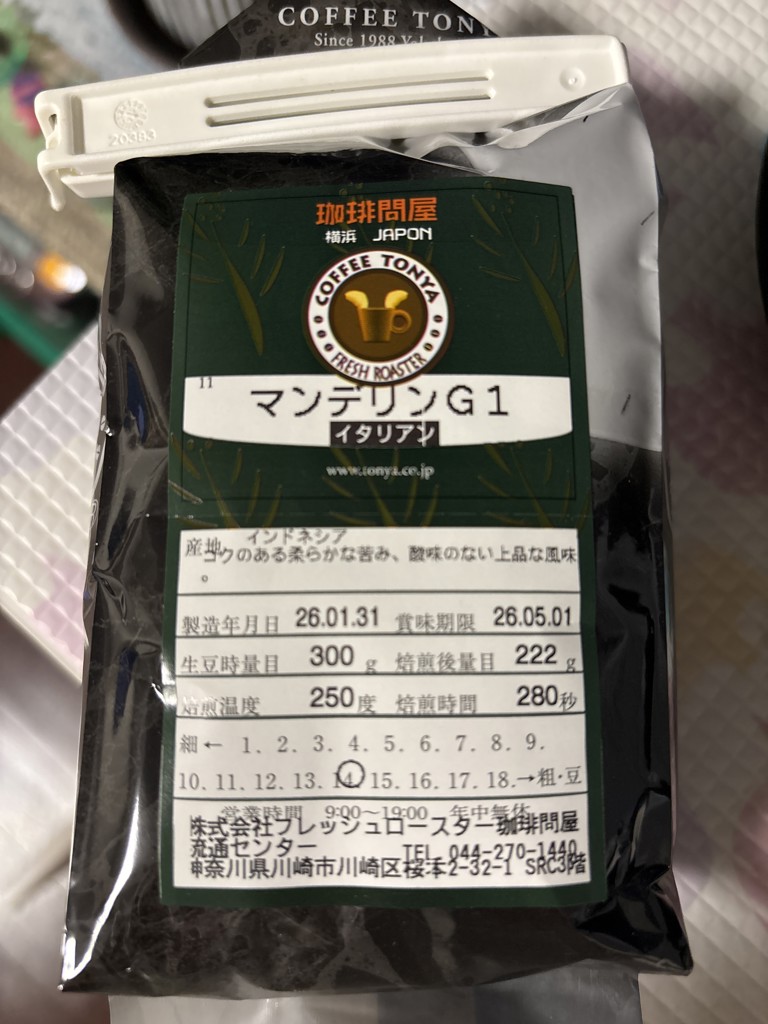 COFFEE TON
Since 1988
20383
珈琲問屋
横浜 JAPON
COFFEE TONYA
FRESH ROASTER
11
マンデリンG1
イタリアン
www.tonya.co.jp
産地 インドネシア
コクのある柔らかな苦み、酸味のない上品な風味
。
製造年月日 26.01.31 賞味期限 26.05.01
生豆時量目 300 g 焙煎後量目 222 g
焙煎温度 250度 焙煎時間 280秒
細← 1. 2. 3. 4. 5. 6. 7. 8. 9.
10. 11. 12. 13. 14. 15. 16. 17. 18.→粗·豆
営業時間 9:00〜19:00 年中無休
株式会社フレッシュロースター珈琲問屋
流通センター TEL 044-270-1440
神奈川県川崎市川崎区桜本2-32-1 SRC3階